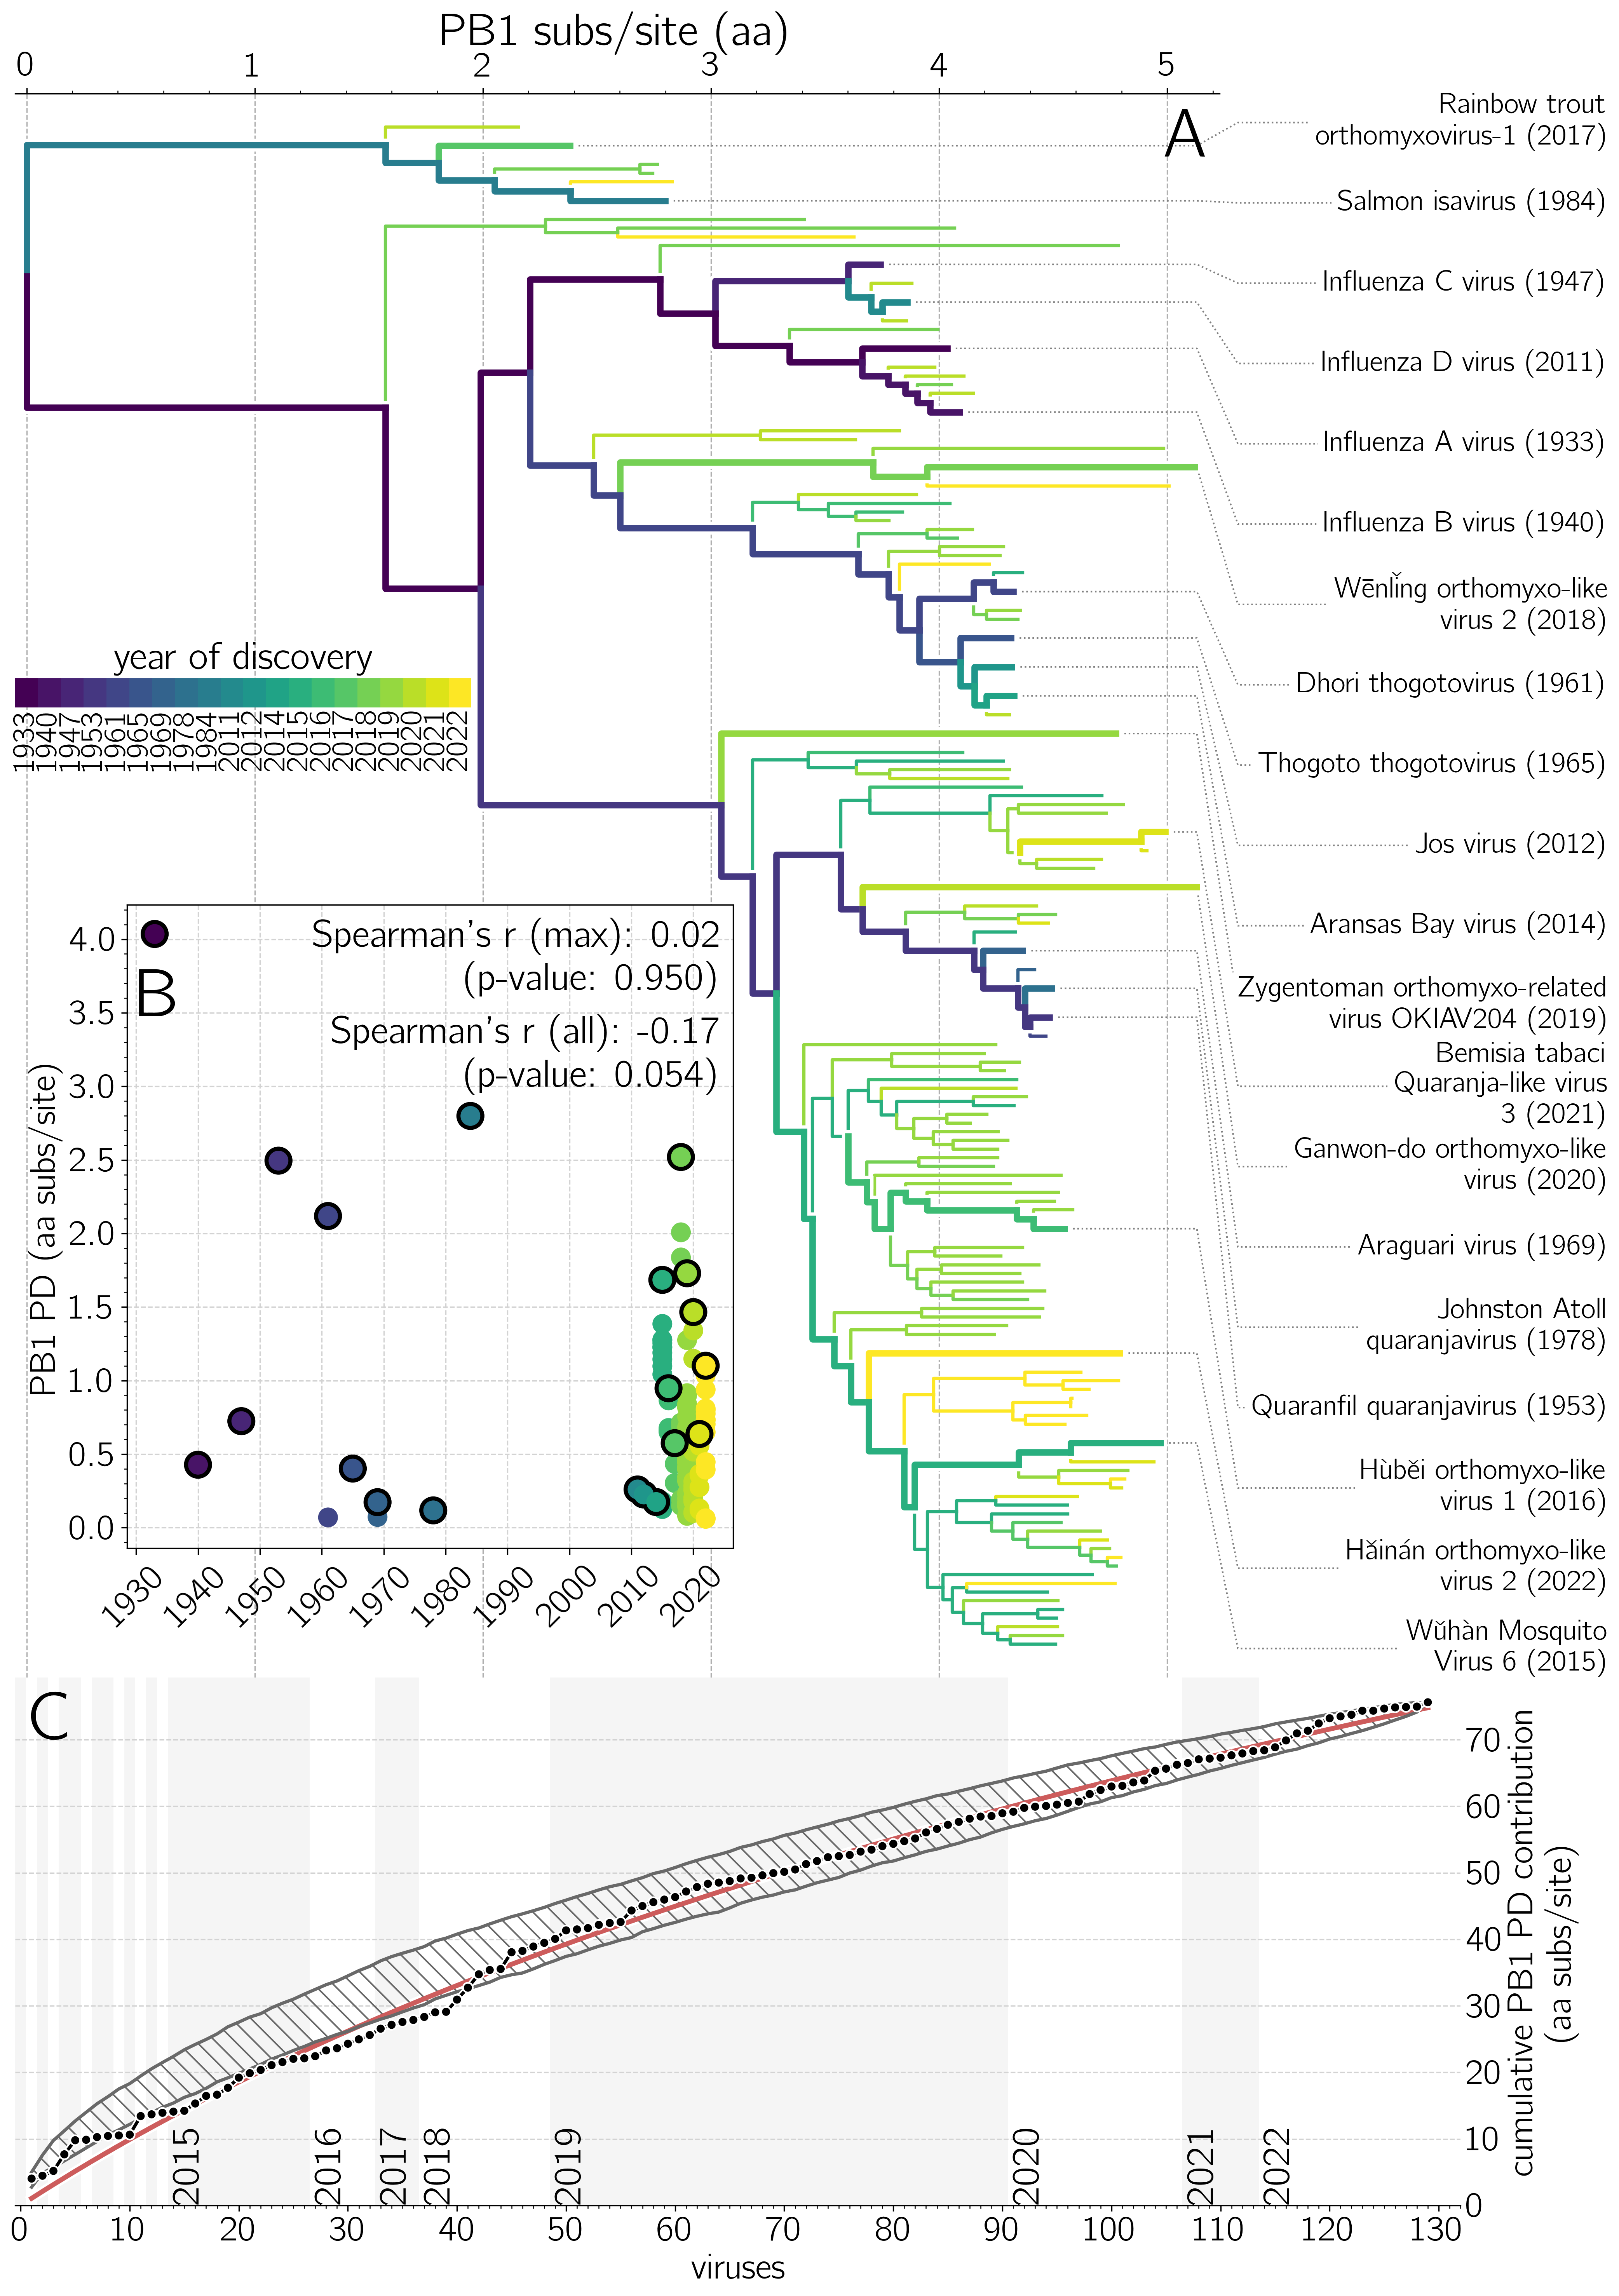 PB1 subs/site (aa)
0 1 2 3 4 5
A
Rainbow trout
orthomyxovirus-1 (2017)
Salmon isavirus (1984)
Influenza C virus (1947)
Influenza D virus (2011)
Influenza A virus (1933)
Influenza B virus (1940)
Wēnlǐng orthomyxo-like
virus 2 (2018)
Dhori thogotovirus (1961)
Thogoto thogotovirus (1965)
Jos virus (2012)
Aransas Bay virus (2014)
Zygentoman orthomyxo-related
virus OKIAV204 (2019)
Bemisia tabaci
Quaranja-like virus
3 (2021)
Ganwon-do orthomyxo-like
virus (2020)
Araguari virus (1969)
Johnston Atoll
quaranjavirus (1978)
Quaranfil quaranjavirus (1953)
Hùběi orthomyxo-like
virus 1 (2016)
Hǎinán orthomyxo-like
virus 2 (2022)
Wǔhàn Mosquito
Virus 6 (2015)
year of discovery
1933 1940 1947 1953 1961 1965 1969 1978 1984 2011 2012 2014 2015 2016 2017 2018 2019 2020 2021 2022
B
Spearman's r (max): 0.02
(p-value: 0.950)
Spearman's r (all): -0.17
(p-value: 0.054)
PB1 PD (aa subs/site)
4.0
3.5
3.0
2.5
2.0
1.5
1.0
0.5
0.0
1930 1940 1950 1960 1970 1980 1990 2000 2010 2020
C
2015 2016 2017 2018 2019 2020 2021 2022
70
60
50
40
30
20
10
0
cumulative PB1 PD contribution
(aa subs/site)
0 10 20 30 40 50 60 70 80 90 100 110 120 130
viruses